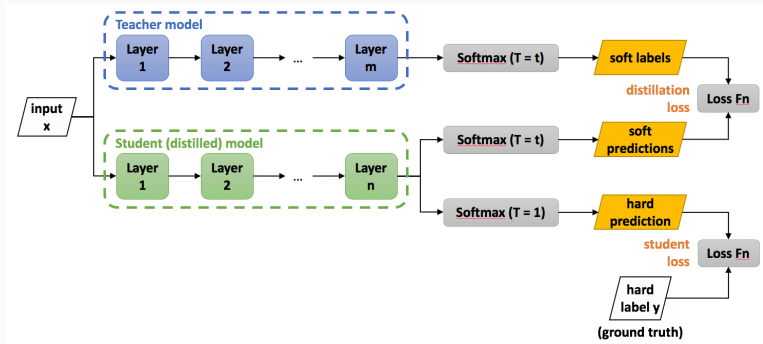 Teacher model
Layer
1
Layer
2
...
Layer
m
Softmax (T = t)
soft labels
distillation
loss
Loss Fn
input
x
Student (distilled) model
Layer
1
Layer
2
...
Layer
n
Softmax (T = t)
soft
predictions
Softmax (T = 1)
hard
prediction
student
loss
Loss Fn
hard
label y
(ground truth)